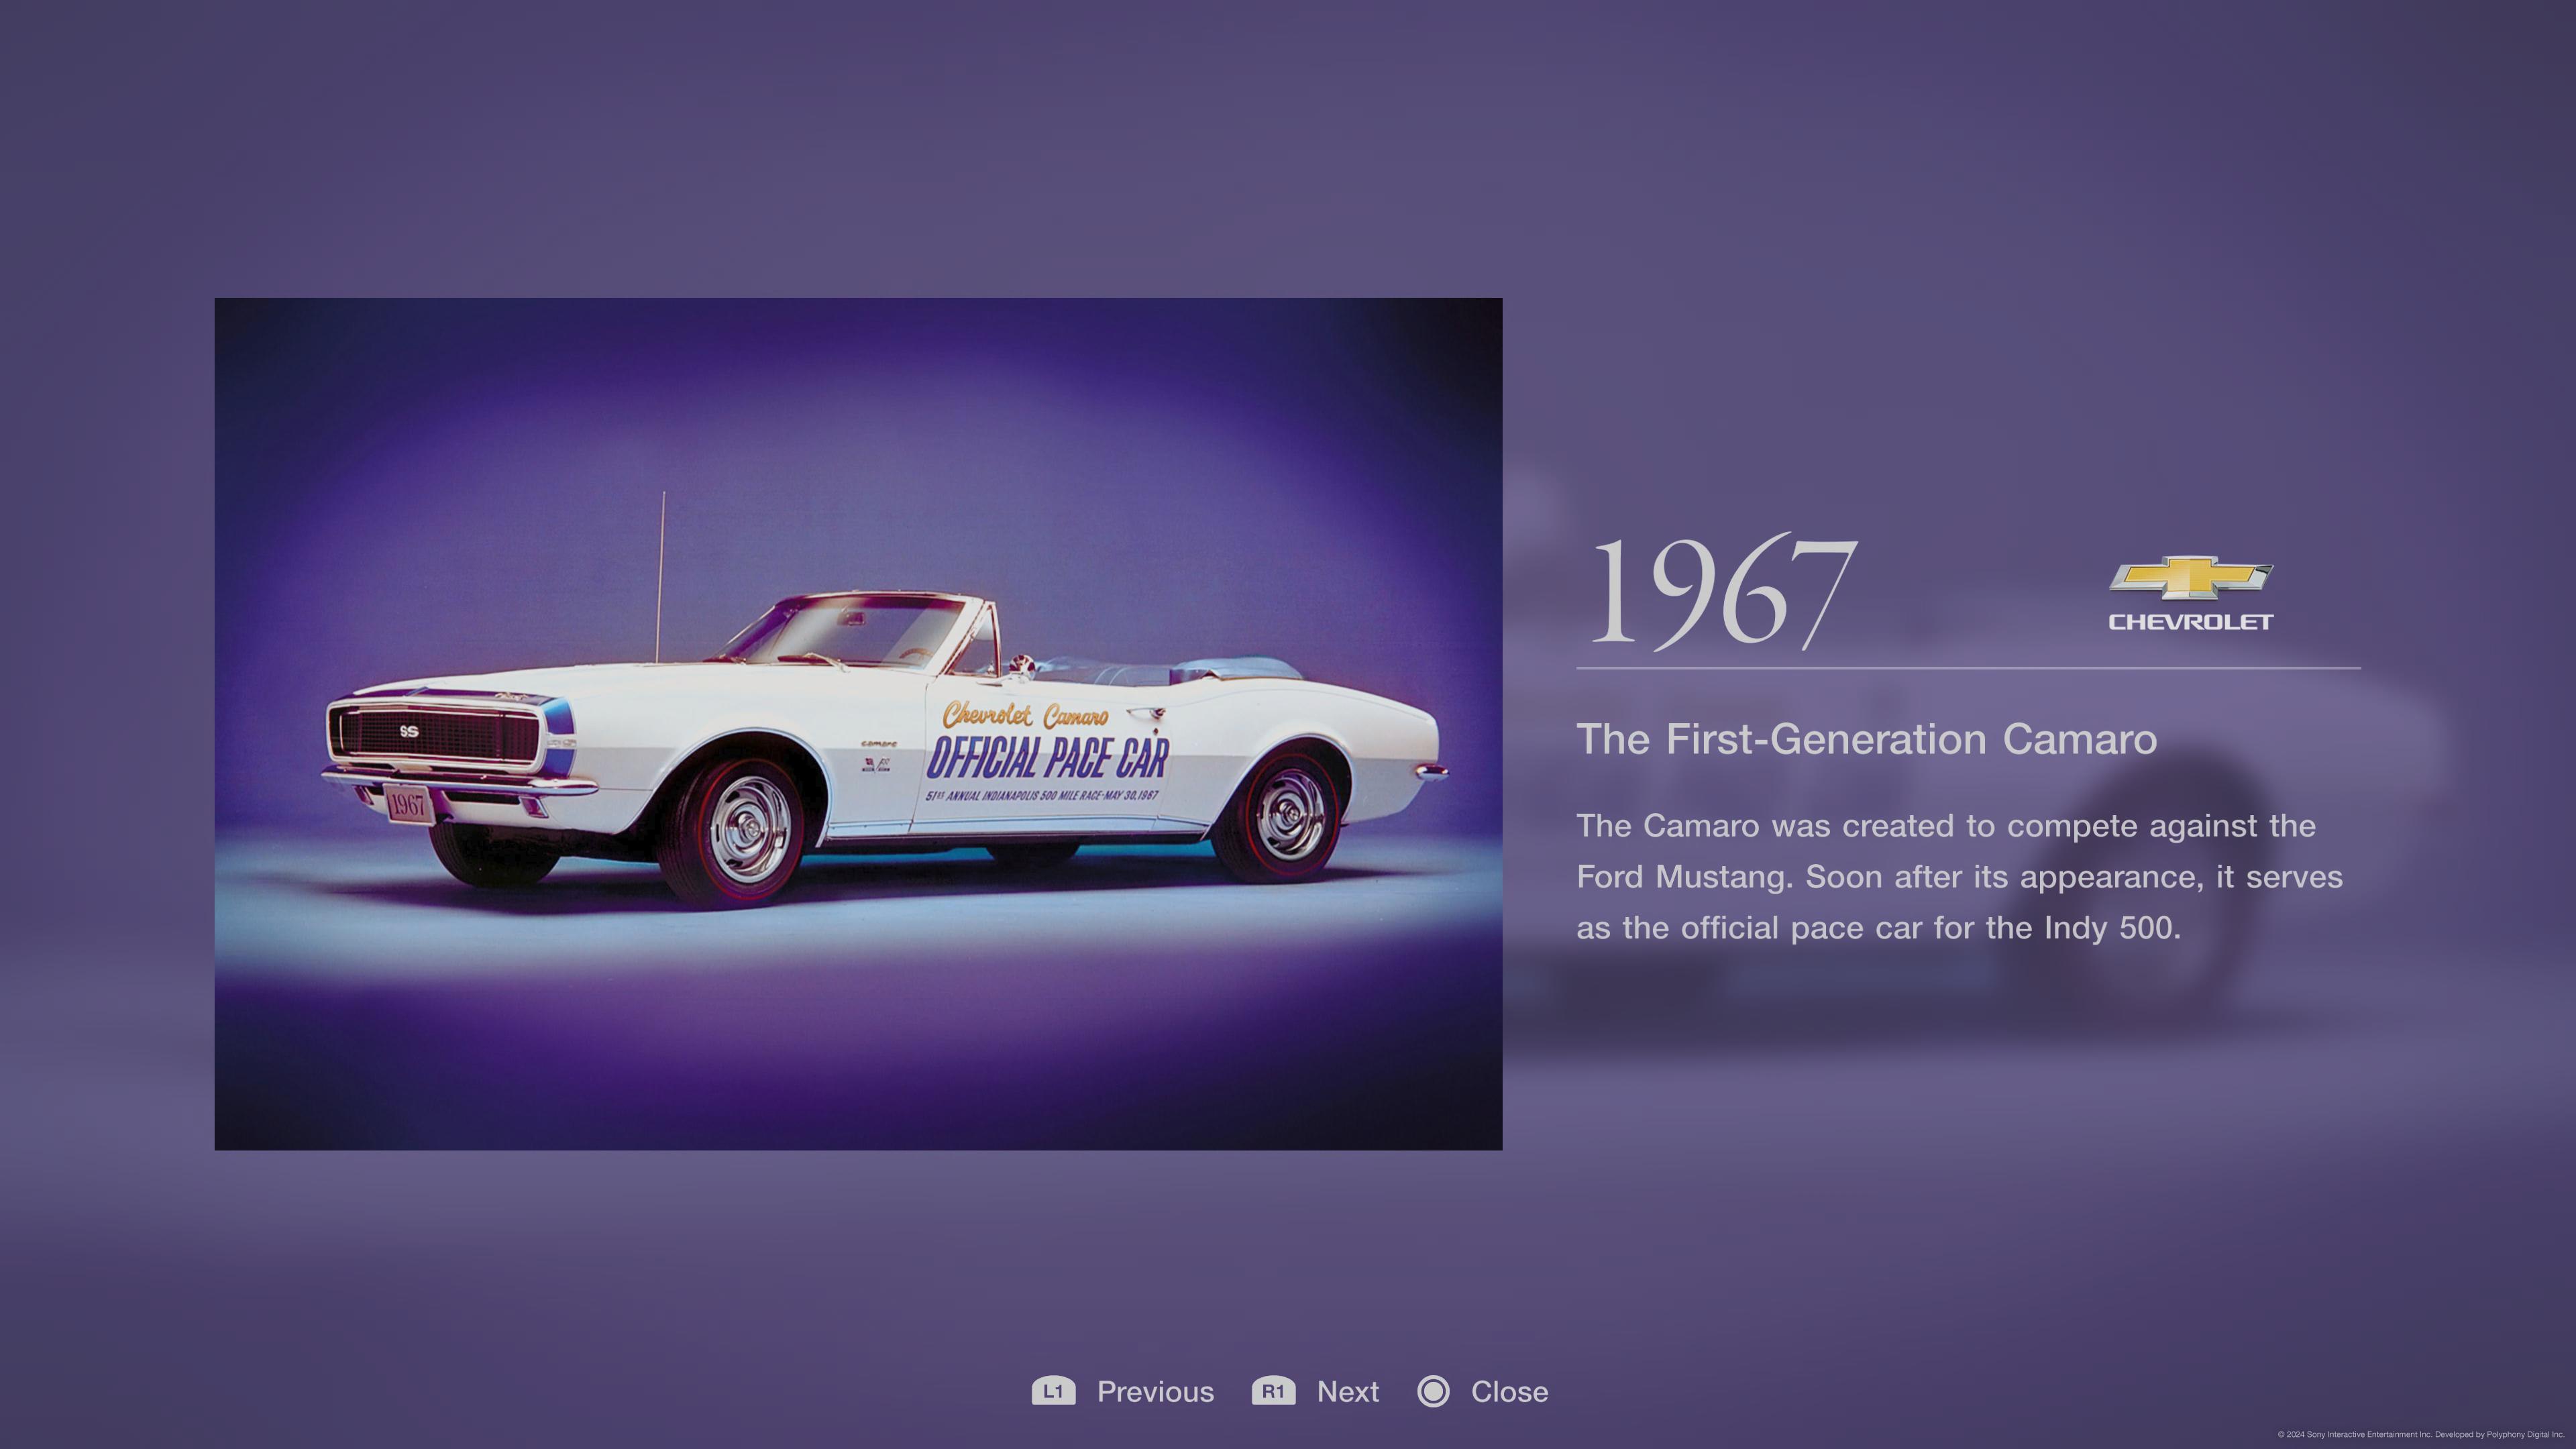 SS
1967
camaro
Chevrolet Camaro
OFFICIAL PACE CAR
51ST ANNUAL INDIANAPOLIS 500 MILE RACE-MAY 30, 1967
1967
CHEVROLET
The First-Generation Camaro
The Camaro was created to compete against the
Ford Mustang. Soon after its appearance, it serves
as the official pace car for the Indy 500.
L1 Previous R1 Next Close
© 2024 Sony Interactive Entertainment Inc. Developed by Polyphony Digital Inc.